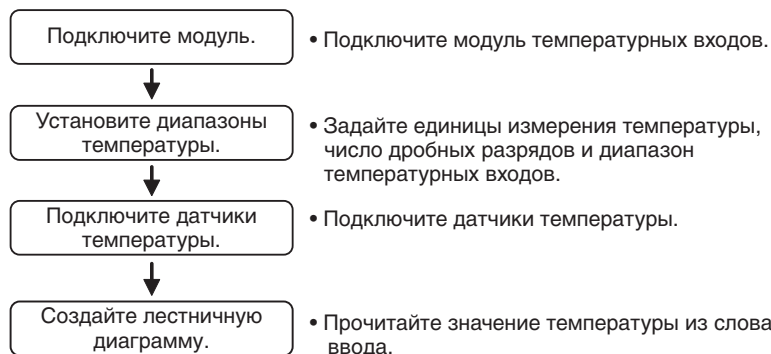 Подключите модуль.
• Подключите модуль температурных входов.
Установите диапазоны
температуры.
• Задайте единицы измерения температуры,
число дробных разрядов и диапазон
температурных входов.
Подключите датчики
температуры.
• Подключите датчики температуры.
Создайте лестничную
диаграмму.
• Прочитайте значение температуры из слова
ввода.